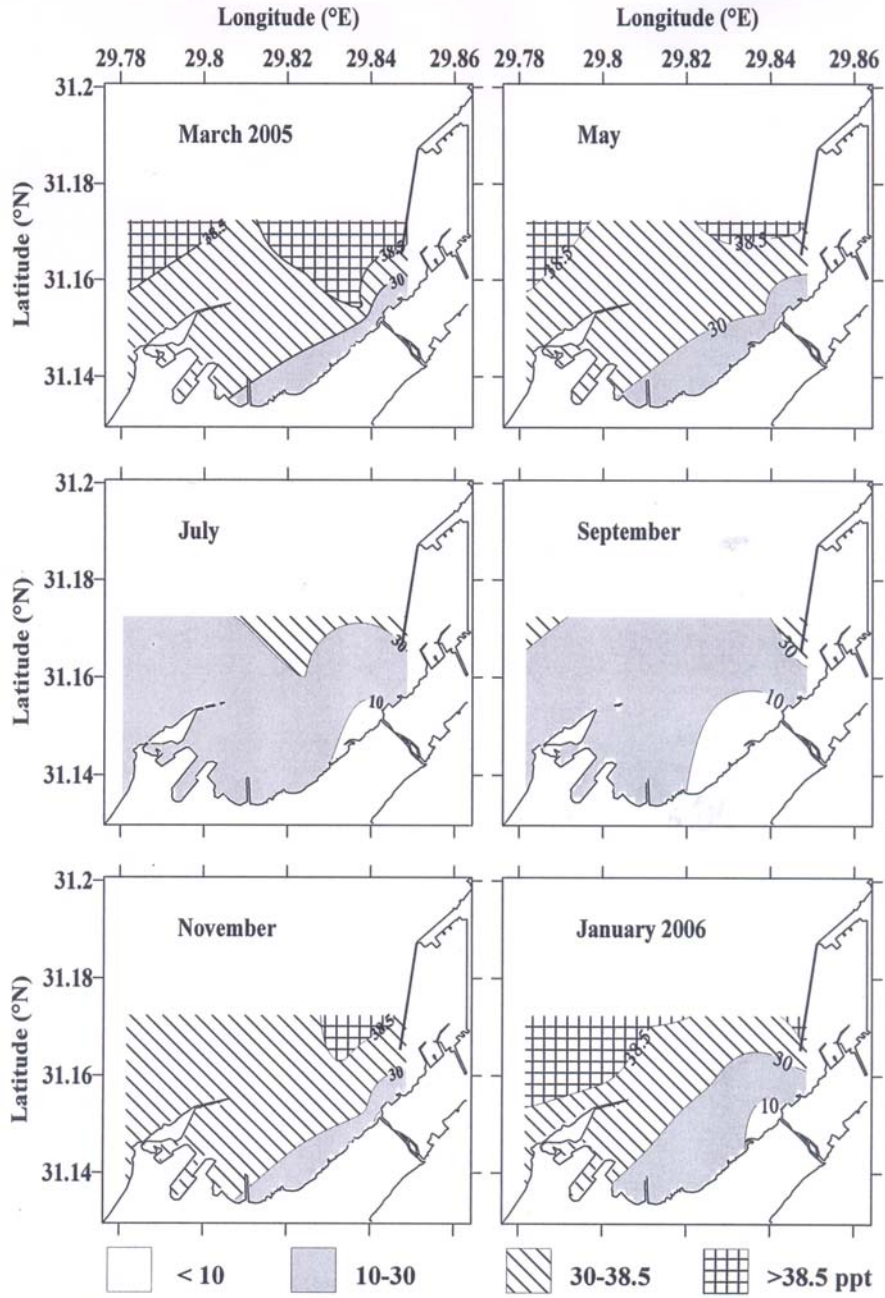 Longitude (°E) Longitude (°E)
29.78 29.8 29.82 29.84 29.86 29.78 29.8 29.82 29.84 29.86
31.2
31.18
31.16
31.14
Latitude (°N)
March 2005
38.5
38.5
30
May
38.5
38.5
30
31.2
31.18
31.16
31.14
Latitude (°N)
July
30
10
September
30
10
31.2
31.18
31.16
31.14
Latitude (°N)
November
38.5
30
January 2006
38.5
30
10
< 10 10-30 30-38.5 >38.5 ppt